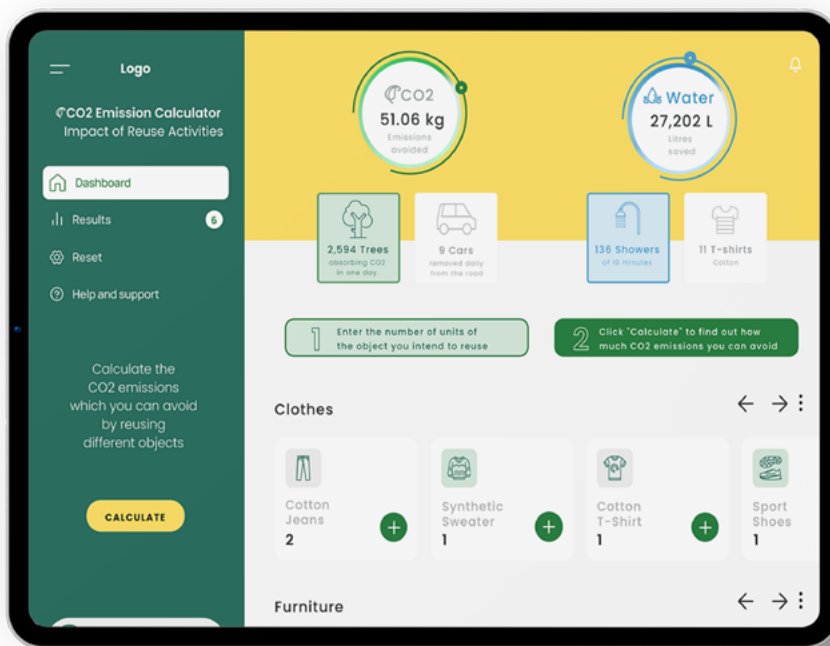 Logo
CO2 Emission Calculator
Impact of Reuse Activities
Dashboard
Results 6
Reset
Help and support
Calculate the
CO2 emissions
which you can avoid
by reusing
different objects
CALCULATE
CO2
51.06 kg
Emissions
avoided
Water
27,202 L
Litres
saved
2,594 Trees
absorbing CO2
in one day.
9 Cars
removed daily
from the road
136 Showers
of 10 minutes
11 T-shirts
Cotton
1 Enter the number of units of
the object you intend to reuse
2 Click "Calculate" to find out how
much CO2 emissions you can avoid
Clothes
Cotton
Jeans
2
Synthetic
Sweater
1
Cotton
T-Shirt
1
Sport
Shoes
1
Furniture